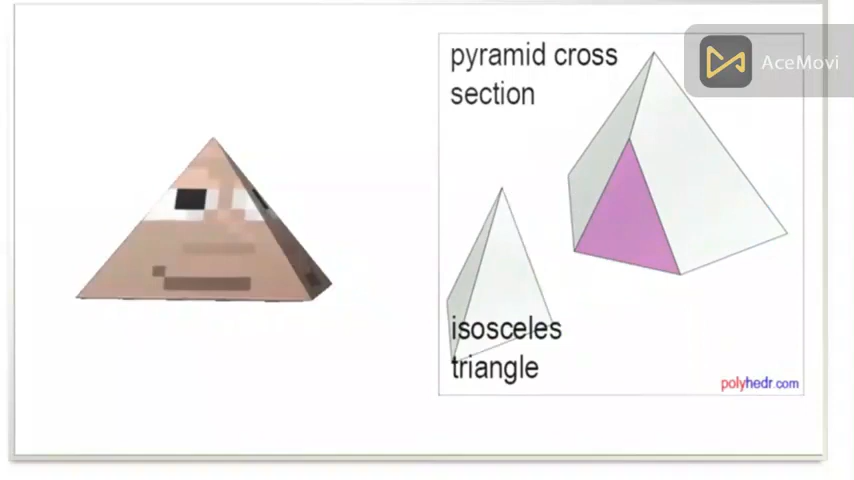 pyramid cross
section
AceMovi
isosceles
triangle
polyhedr.com